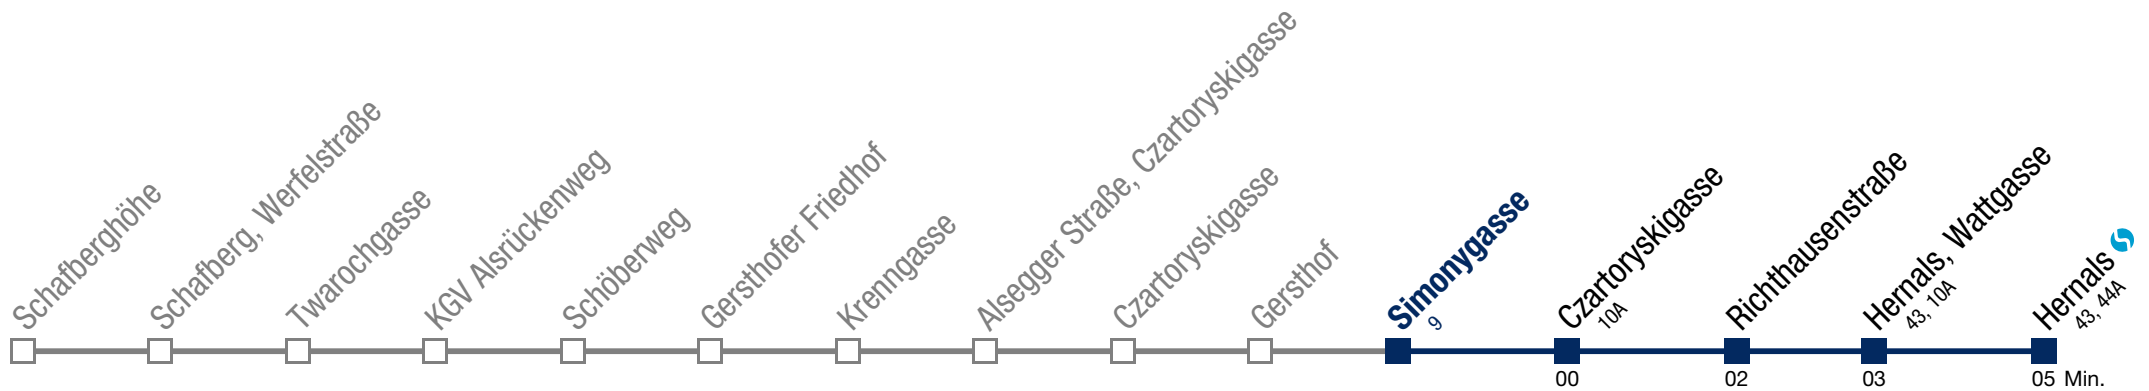 Schafberghöhe
Schafberg, Werfelstraße
Twarochgasse
KGV Alsrückenweg
Schöberweg
Gersthofer Friedhof
Krenngasse
Alsegger Straße, Czartoryskigasse
Czartoryskigasse
Gersthof
Simonygasse
9
Czartoryskigasse
10A
Richthausenstraße
Hernals, Wattgasse
43, 10A
Hernals
43, 44A
00 02 03 05 Min.